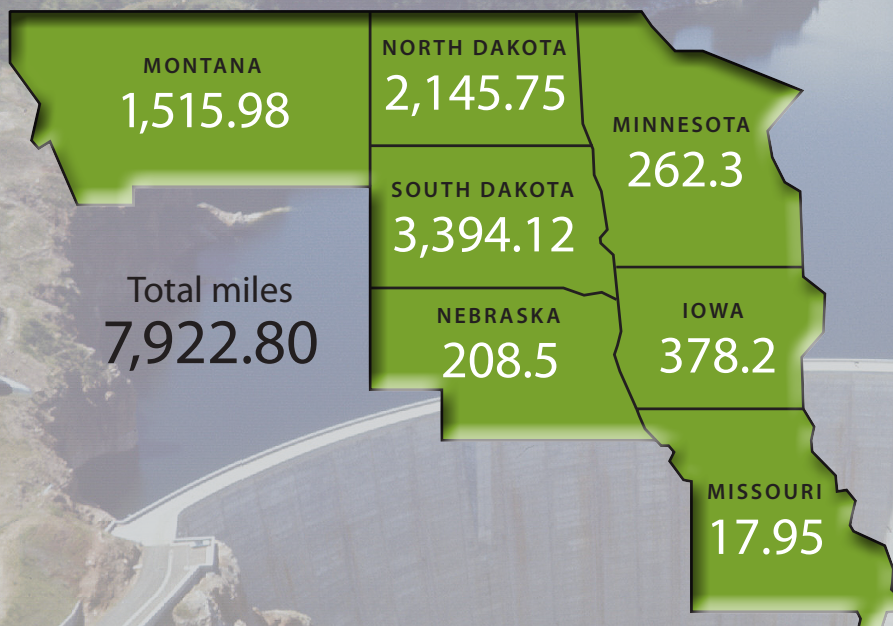 MONTANA
1,515.98
NORTH DAKOTA
2,145.75
MINNESOTA
262.3
SOUTH DAKOTA
3,394.12
Total miles
7,922.80
NEBRASKA
208.5
IOWA
378.2
MISSOURI
17.95